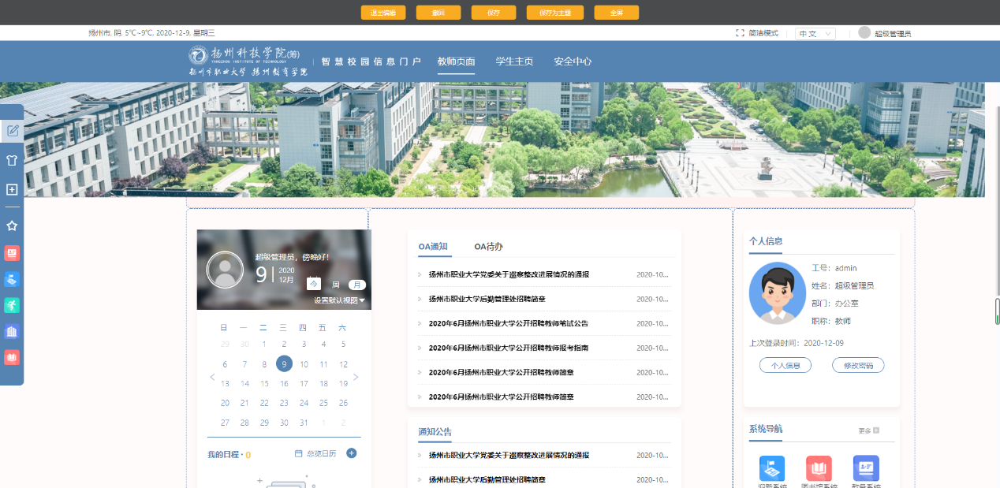 退出编辑 撤回 保存 保存为主题 全屏
扬州市, 阴, 5℃~9℃, 2020-12-9, 星期三
简洁模式 中文 超级管理员
扬州科技学院(筹)
YANGZHOU INSTITUTE OF TECHNOLOGY
扬州市职业大学 扬州教育学院
智慧校园信息门户 教师页面 学生主页 安全中心
超级管理员，傍晚好！
9 2020
12月
今 周 月
设置默认视图
日 一 二 三 四 五 六
29 30 1 2 3 4 5
6 7 8 9 10 11 12
13 14 15 16 17 18 19
20 21 22 23 24 25 26
27 28 29 30 31 1 2
我的日程 · 0 总览日历
OA通知 OA待办
扬州市职业大学党委关于巡察整改进展情况的通报 2020-10...
扬州市职业大学后勤管理处招聘简章 2020-10...
2020年6月扬州市职业大学公开招聘教师笔试公告 2020-10...
2020年6月扬州市职业大学公开招聘教师报考指南 2020-10...
2020年6月扬州市职业大学公开招聘教师简章 2020-10...
2020年6月扬州市职业大学公开招聘教师简章 2020-10...
通知公告
扬州市职业大学党委关于巡察整改进展情况的通报 2020-10...
扬州市职业大学后勤管理处招聘简章 2020-10...
个人信息
工号：admin
姓名：超级管理员
部门：办公室
职称：教师
上次登录时间：2020-12-09
个人信息 修改密码
系统导航 更多
迎新系统 图书馆系统 教务系统